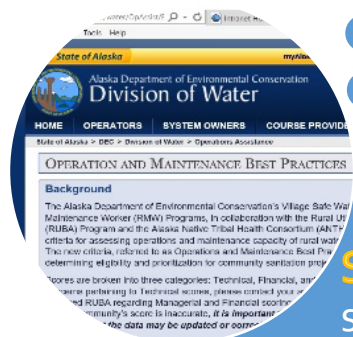 Intranet
Tools Help
State of Alaska
Alaska Department of Environmental Conservation
Division of Water
HOME OPERATORS SYSTEM OWNERS COURSE
State of Alaska > DEC > Division of Water > Operations Assistance
OPERATION AND MAINTENANCE BEST PRACTICES
Background
The Alaska Department of Environmental Conservation's Village Safe
Maintenance Worker (RMW) Programs, in collaboration with the Rural
(RUBA) Program and the Alaska Native Tribal Health Consortium
criteria for assessing operations and maintenance capacity of rural
The new criteria, referred to as Operations and Maintenance Best
determining eligibility and prioritization for community sanitation
Scores are broken into three categories: Technical, Financial, and
pertaining to Technical scores, please contact your
RUBA regarding Managerial and Financial scoring
score is inaccurate, it is important
the data may be updated or
S
S